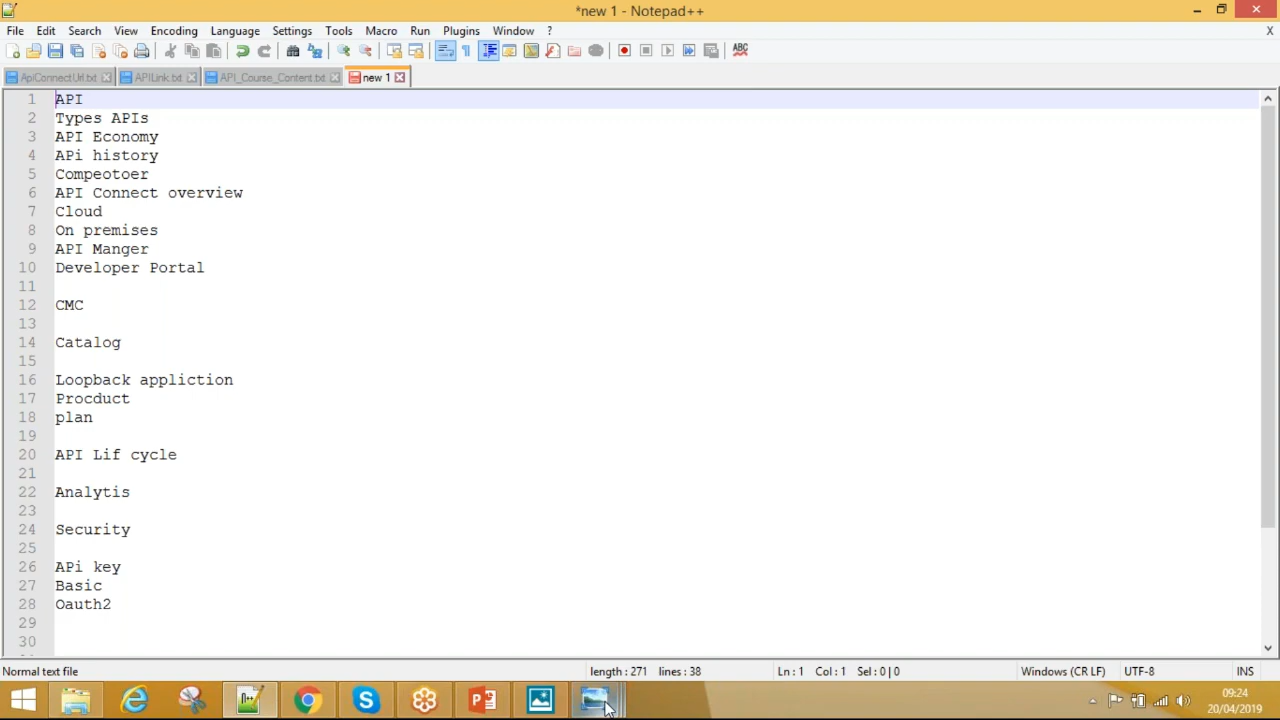 *new 1 - Notepad++
File Edit Search View Encoding Language Settings Tools Macro Run Plugins Window ? X
ABC
ApiConnectUrl.txt APILink.txt API_Course_Content.txt new 1
1 API
2 Types APIs
3 API Economy
4 APi history
5 Compeotoer
6 API Connect overview
7 Cloud
8 On premises
9 API Manger
10 Developer Portal
11
12 CMC
13
14 Catalog
15
16 Loopback appliction
17 Procduct
18 plan
19
20 API Lif cycle
21
22 Analytis
23
24 Security
25
26 APi key
27 Basic
28 Oauth2
29
30
Normal text file length : 271 lines : 38 Ln : 1 Col : 1 Sel : 0 | 0 Windows (CR LF) UTF-8 INS
09:24
20/04/2019